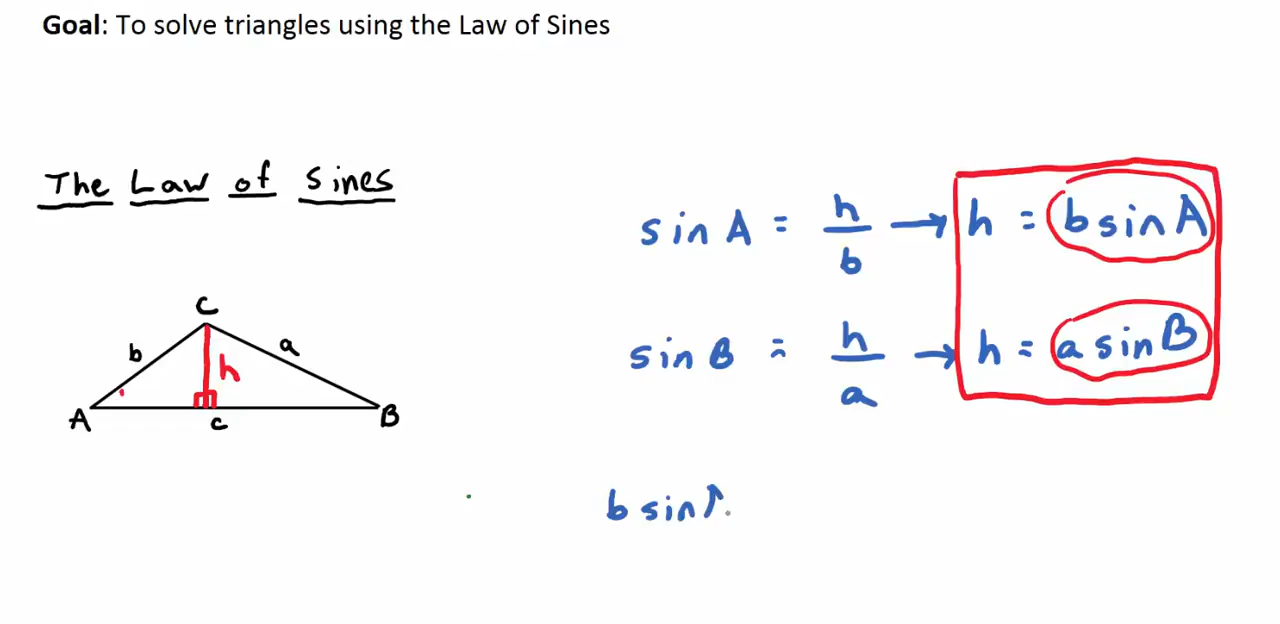 Goal: To solve triangles using the Law of Sines
The Law of Sines
sin A = h/b → h = b sin A
sin B = h/a → h = a sin B
C
b
a
h
A
c
B
b sin